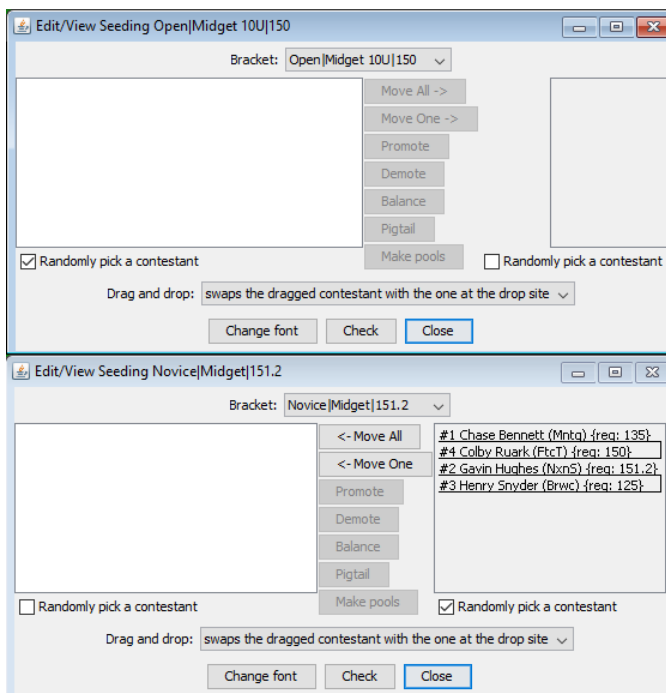 Edit/View Seeding Open|Midget 10U|150
Bracket: Open|Midget 10U|150
Move All ->
Move One ->
Promote
Demote
Balance
Pigtail
Make pools
Randomly pick a contestant
Randomly pick a contestant
Drag and drop: swaps the dragged contestant with the one at the drop site
Change font Check Close
Edit/View Seeding Novice|Midget|151.2
Bracket: Novice|Midget|151.2
<- Move All
<- Move One
Promote
Demote
Balance
Pigtail
Make pools
#1 Chase Bennett (Mntg) {reg: 135}
#4 Colby Ruark (FtcT) {reg: 150}
#2 Gavin Hughes (NxnS) {reg: 151.2}
#3 Henry Snyder (Brwc) {reg: 125}
Randomly pick a contestant
Randomly pick a contestant
Drag and drop: swaps the dragged contestant with the one at the drop site
Change font Check Close